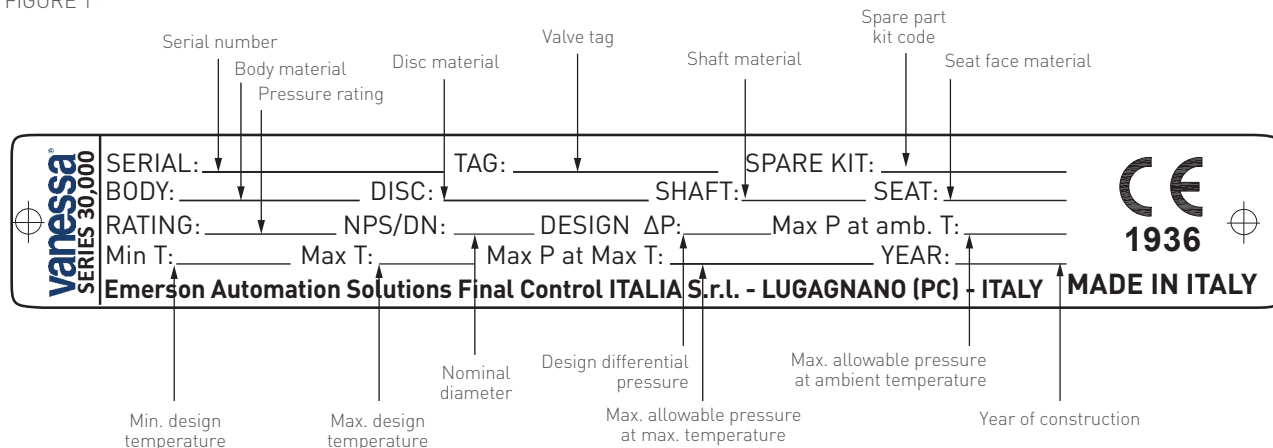 FIGURE 1
Serial number
Body material
Pressure rating
Disc material
Valve tag
Shaft material
Spare part
kit code
Seat face material
vanessa®
SERIES 30,000
SERIAL: TAG: SPARE KIT:
BODY: DISC: SHAFT: SEAT:
RATING: NPS/DN: DESIGN ΔP: Max P at amb. T:
Min T: Max T: Max P at Max T: YEAR:
Emerson Automation Solutions Final Control ITALIA S.r.l. - LUGAGNANO (PC) - ITALY
CE
1936
MADE IN ITALY
Min. design
temperature
Max. design
temperature
Nominal
diameter
Design differential
pressure
Max. allowable pressure
at max. temperature
Max. allowable pressure
at ambient temperature
Year of construction